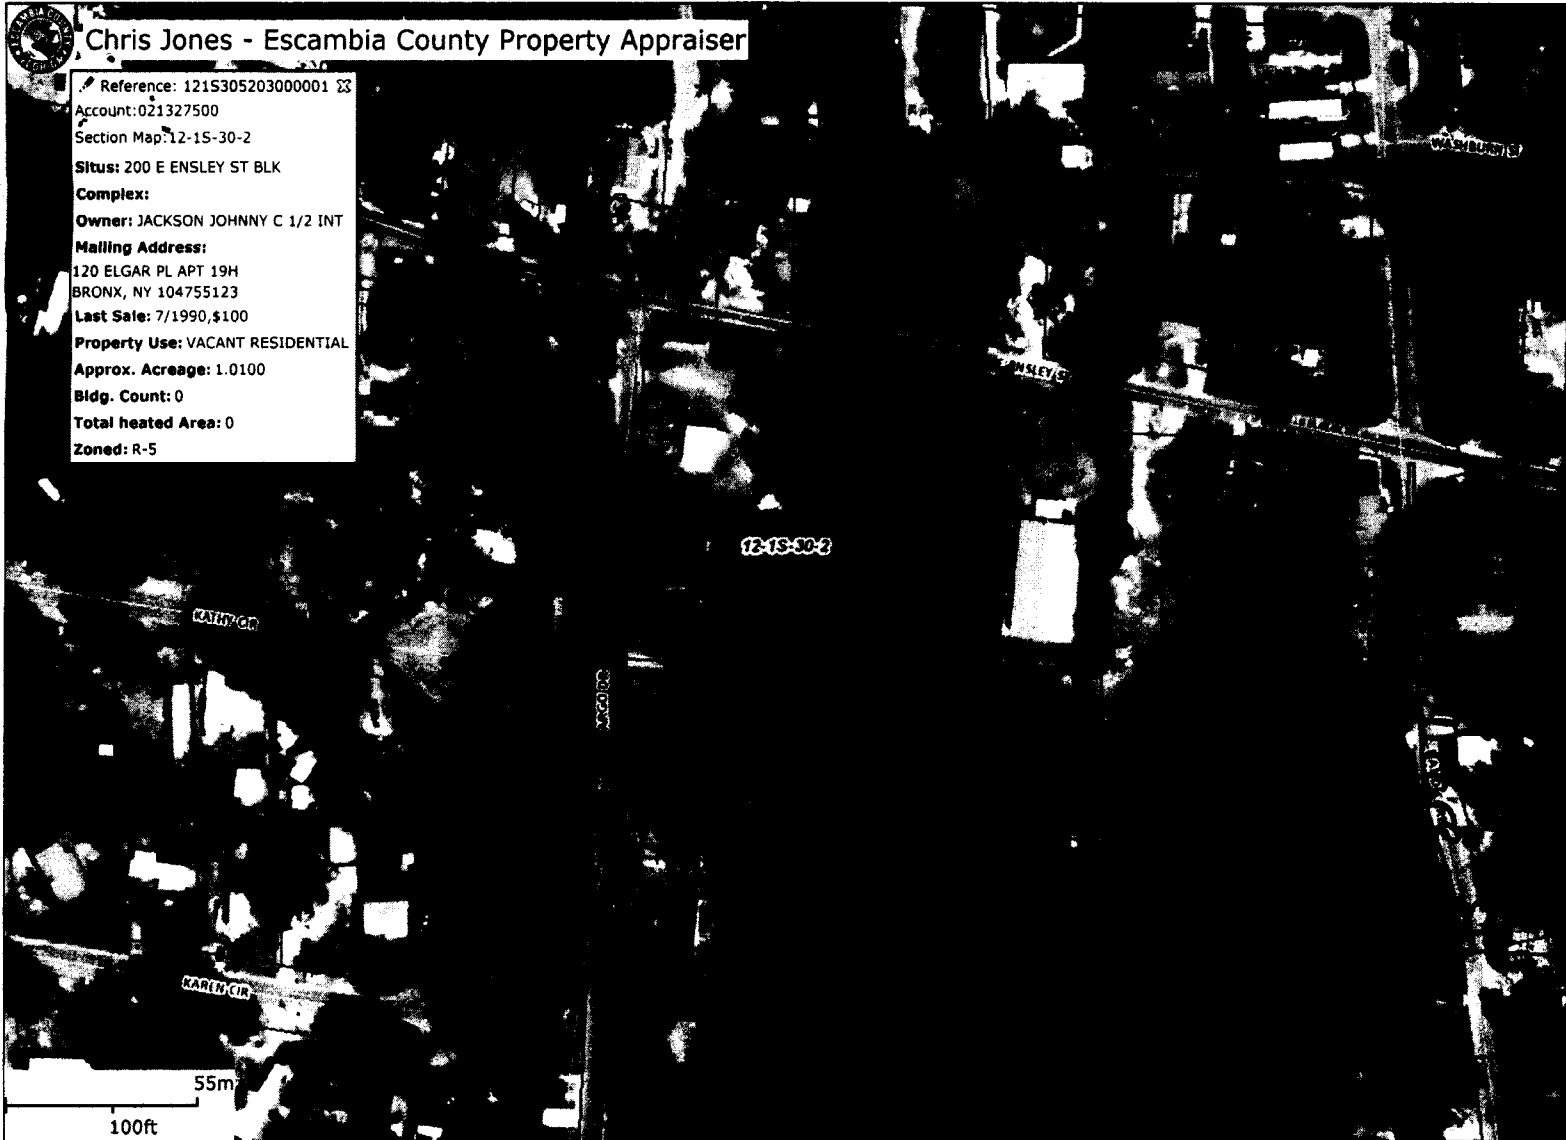 Chris Jones - Escambia County Property Appraiser
Reference: 121S305203000001
Account:021327500
Section Map:12-1S-30-2
Situs: 200 E ENSLEY ST BLK
Complex:
Owner: JACKSON JOHNNY C 1/2 INT
Mailing Address:
120 ELGAR PL APT 19H
BRONX, NY 104755123
Last Sale: 7/1990,$100
Property Use: VACANT RESIDENTIAL
Approx. Acreage: 1.0100
Bldg. Count: 0
Total heated Area: 0
Zoned: R-5
WASHBURN ST
ENSLEY ST
12-1S-30-2
KATHY CIR
KAREN CIR
55m
100ft